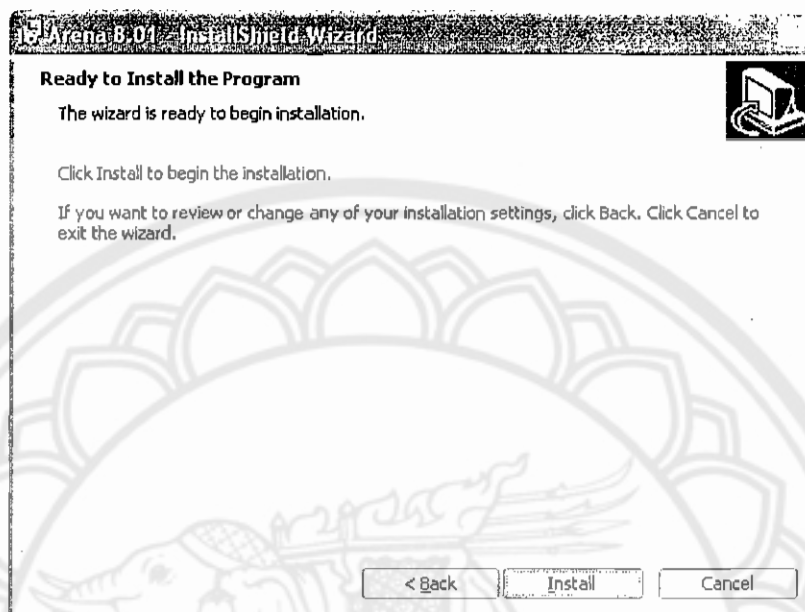 Arena 8.01 - InstallShield Wizard
Ready to Install the Program
The wizard is ready to begin installation.
Click Install to begin the installation.
If you want to review or change any of your installation settings, click Back. Click Cancel to
exit the wizard.
< Back Install Cancel